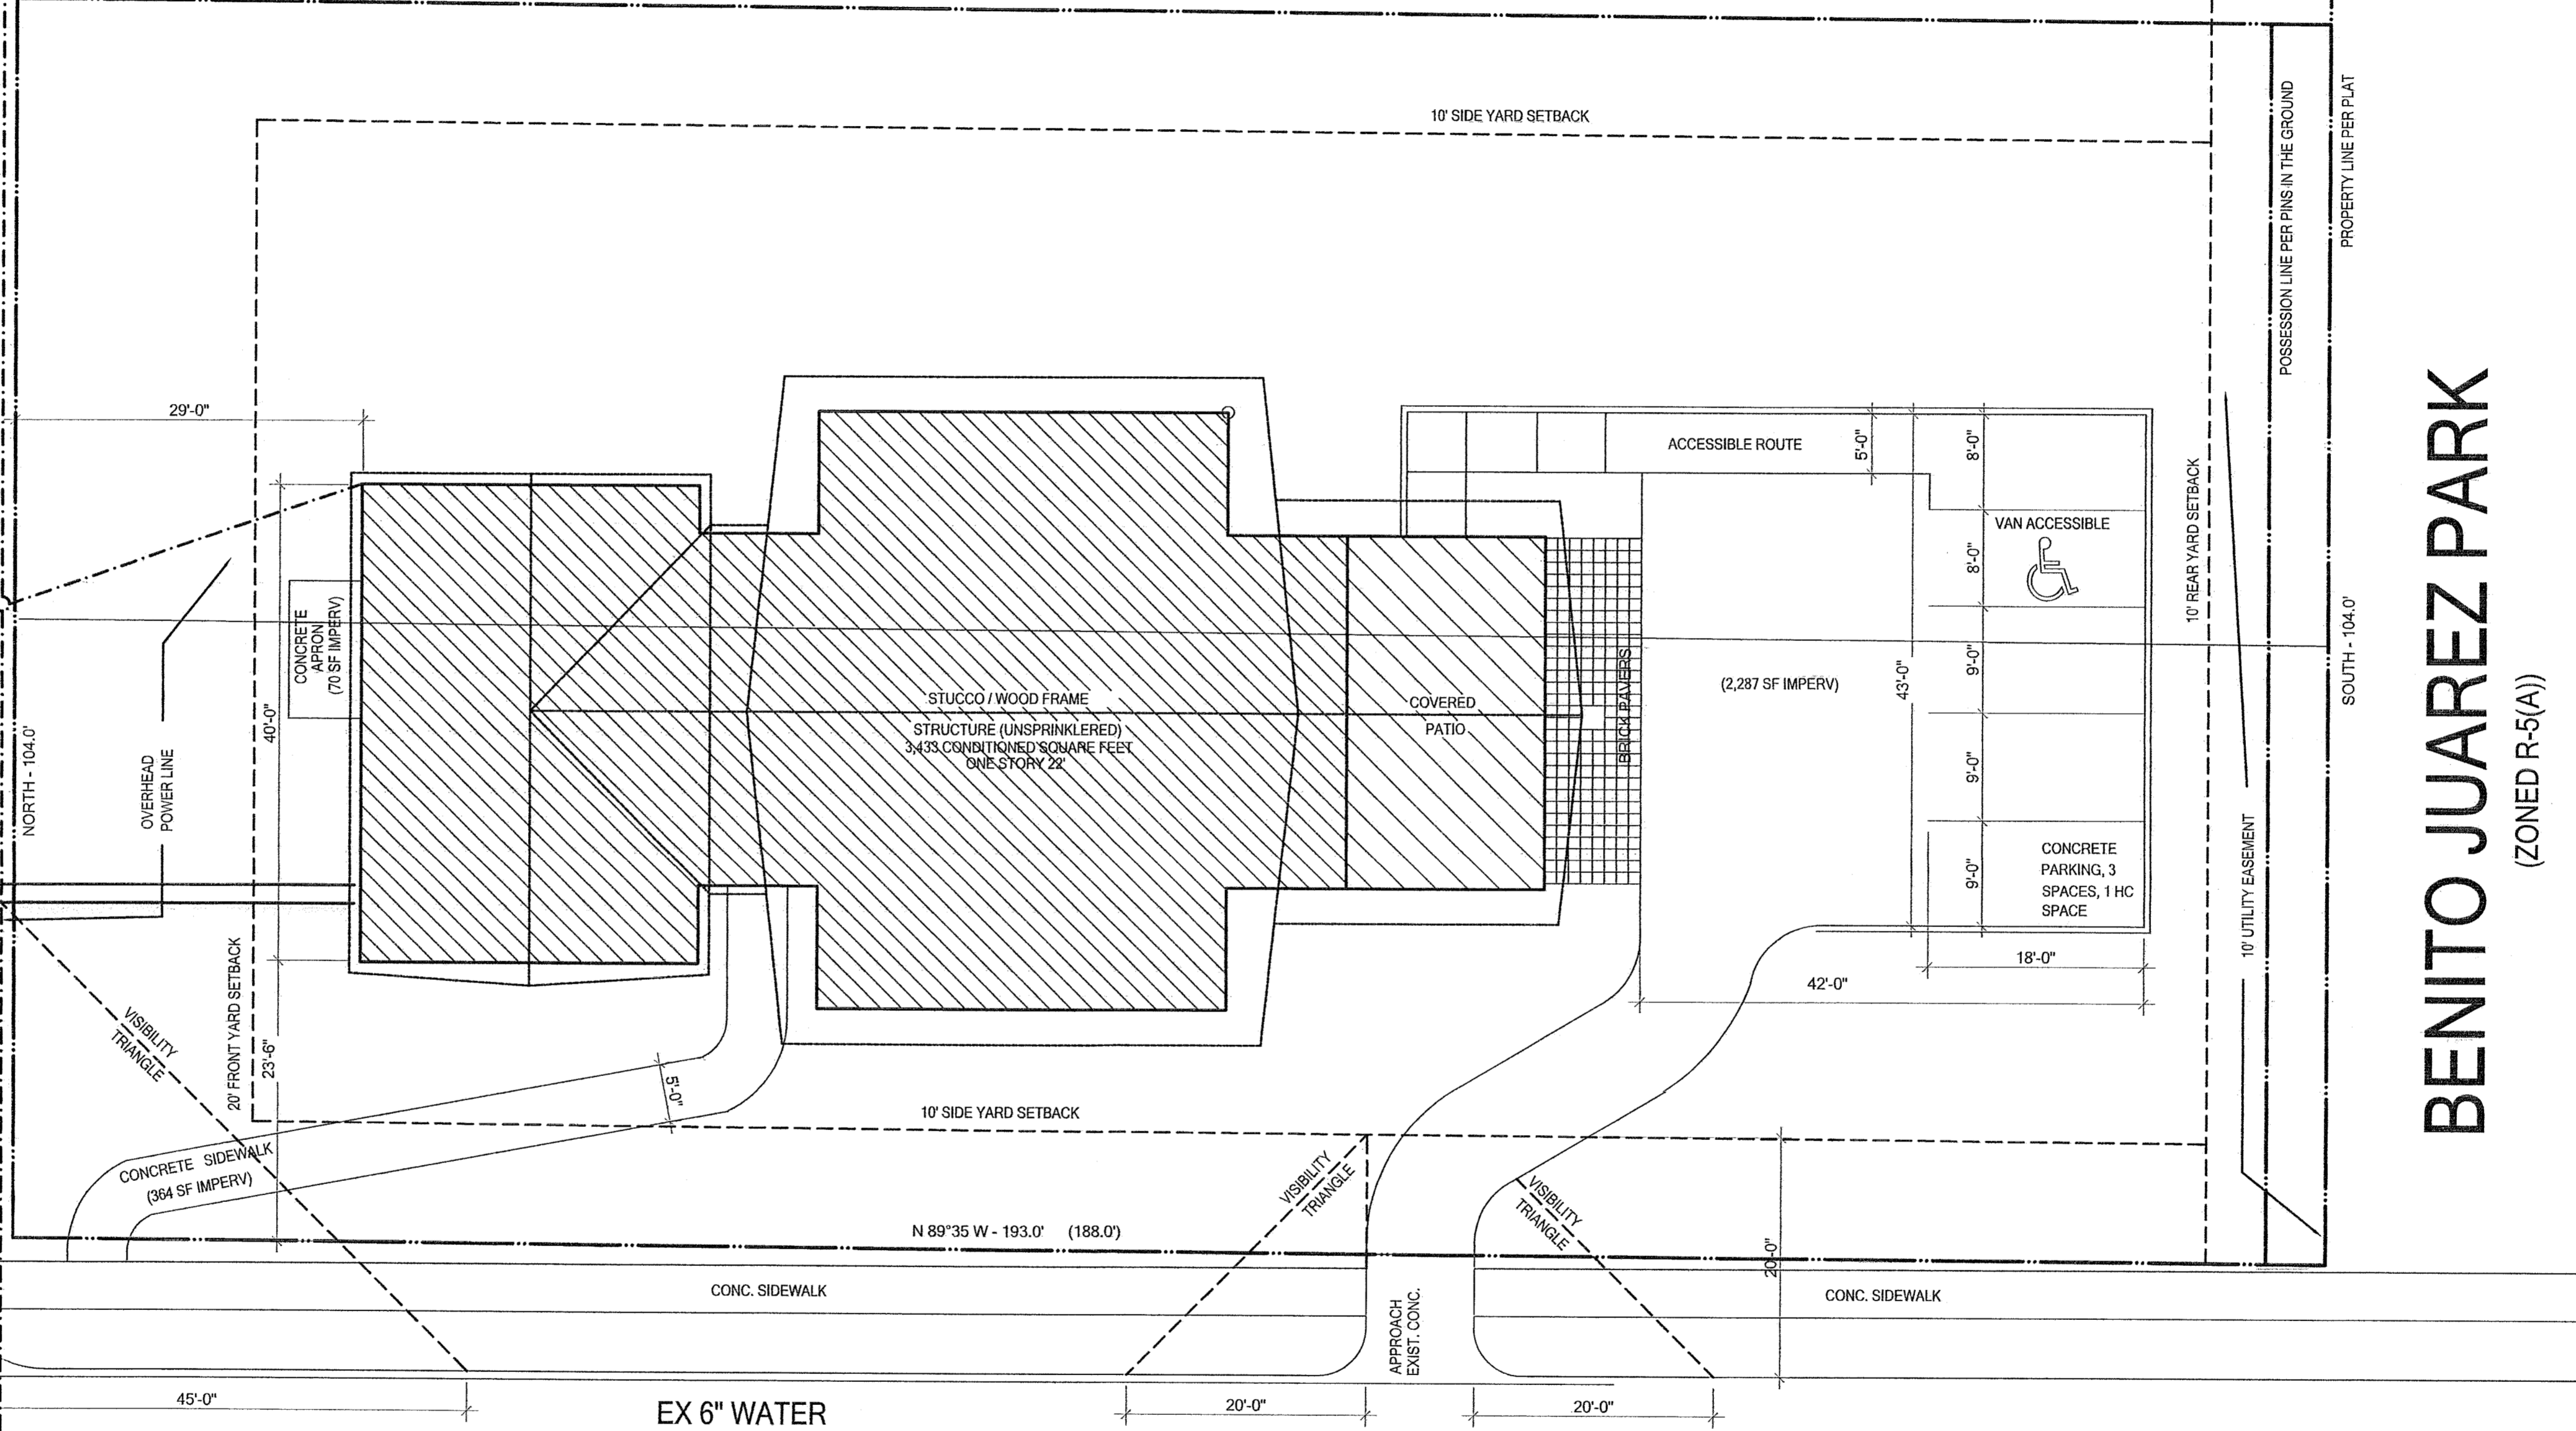 10' SIDE YARD SETBACK
POSSESSION LINE PER PINS IN THE GROUND
PROPERTY LINE PER PLAT
29'-0"
ACCESSIBLE ROUTE
5'-0"
8'-0"
VAN ACCESSIBLE
8'-0"
10' REAR YARD SETBACK
CONCRETE
APRON
(70 SF IMPERV)
40'-0"
NORTH - 104.0'
OVERHEAD
POWER LINE
STUCCO / WOOD FRAME
STRUCTURE (UNSPRINKLERED)
3,433 CONDITIONED SQUARE FEET
ONE STORY 22'
COVERED
PATIO
BRICK PAVERS
(2,287 SF IMPERV)
43'-0"
9'-0"
9'-0"
9'-0"
CONCRETE
PARKING, 3
SPACES, 1 HC
SPACE
SOUTH - 104.0'
BENITO JUAREZ PARK
(ZONED R-5(A))
10' UTILITY EASEMENT
18'-0"
42'-0"
20' FRONT YARD SETBACK
23'-6"
VISIBILITY
TRIANGLE
5'-0"
10' SIDE YARD SETBACK
CONCRETE SIDEWALK
(364 SF IMPERV)
VISIBILITY
TRIANGLE
VISIBILITY
TRIANGLE
N 89°35 W - 193.0' (188.0')
20'-0"
CONC. SIDEWALK
APPROACH
EXIST. CONC.
CONC. SIDEWALK
45'-0"
EX 6" WATER
20'-0"
20'-0"